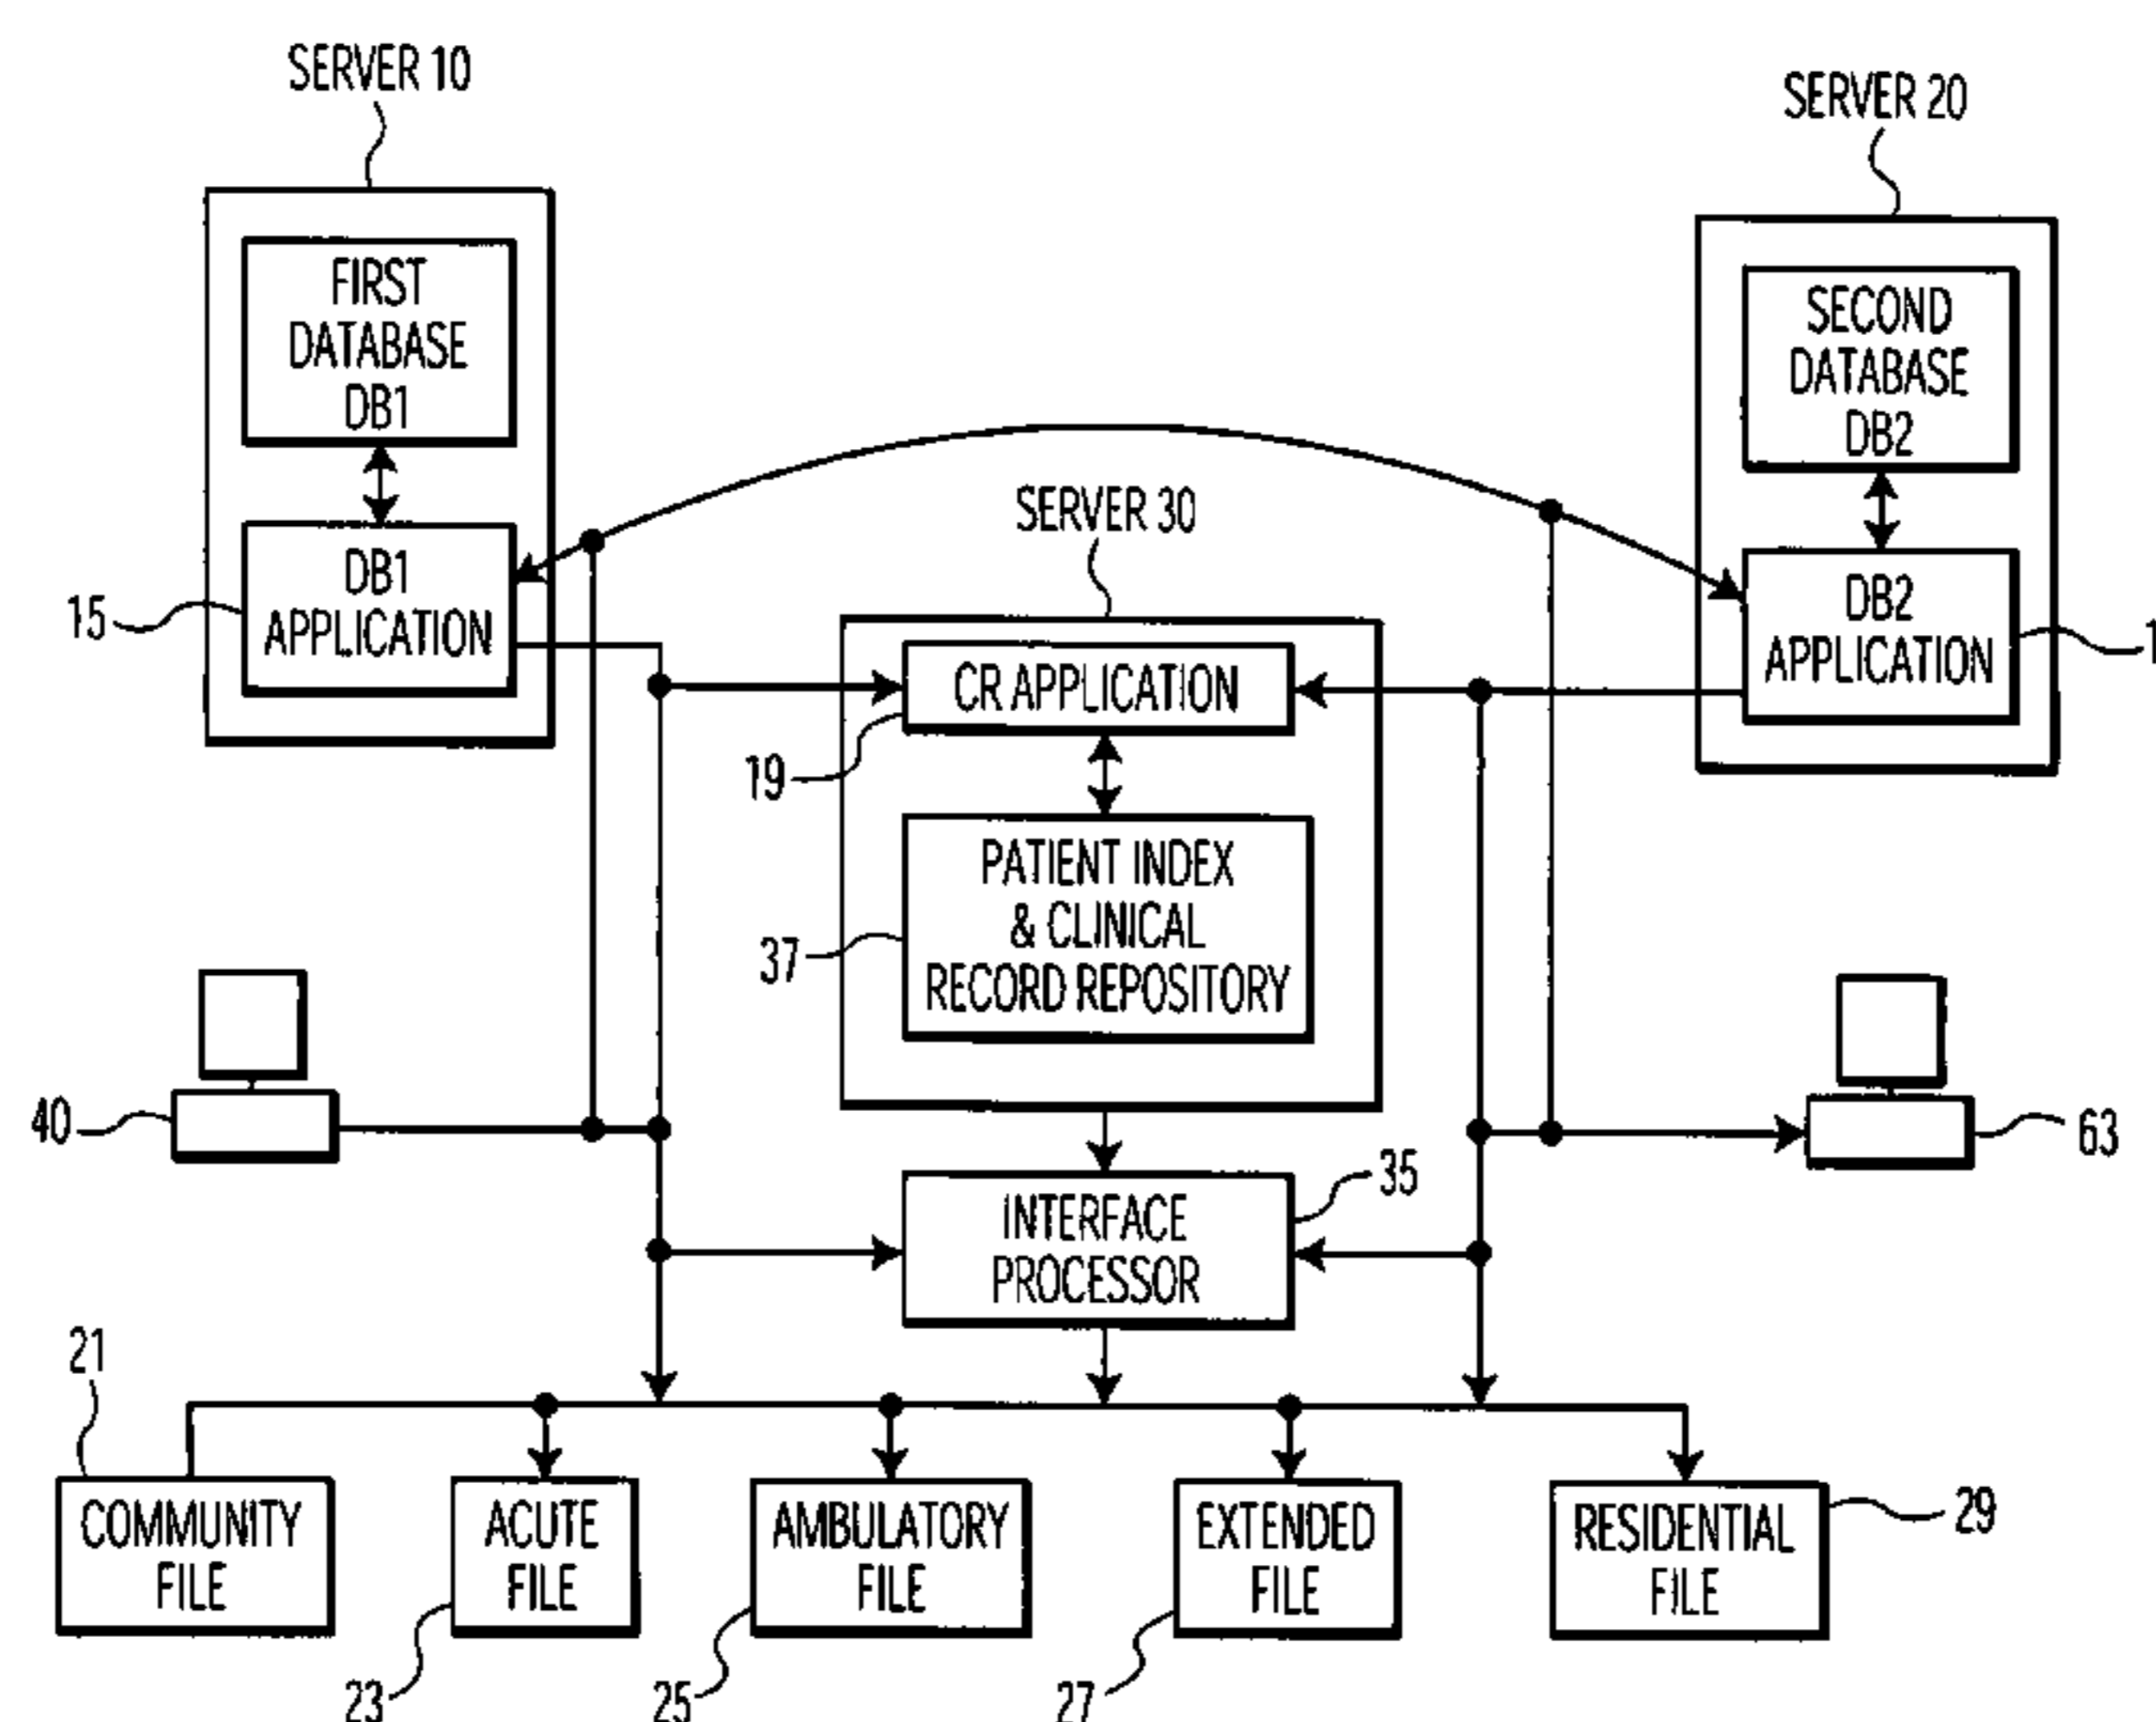 SERVER 10
SERVER 20
FIRST
DATABASE
DB1
SECOND
DATABASE
DB2
SERVER 30
DB1
APPLICATION
15
DB2
APPLICATION
CR APPLICATION
19
PATIENT INDEX
& CLINICAL
RECORD REPOSITORY
37
40
63
35
INTERFACE
PROCESSOR
21
COMMUNITY
FILE
ACUTE
FILE
AMBULATORY
FILE
EXTENDED
FILE
RESIDENTIAL
FILE
29
23
25
27